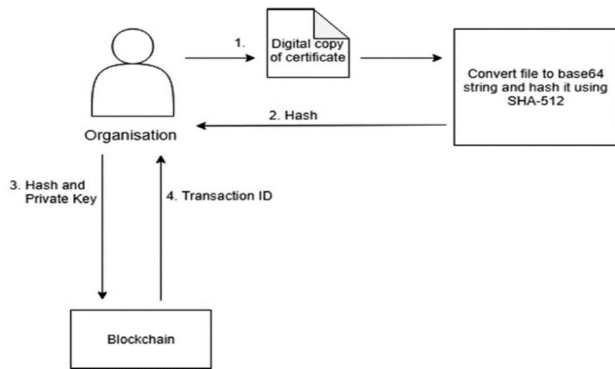 1.
Digital copy
of certificate
Convert file to base64
string and hash it using
SHA-512
2. Hash
Organisation
3. Hash and
Private Key
4. Transaction ID
Blockchain